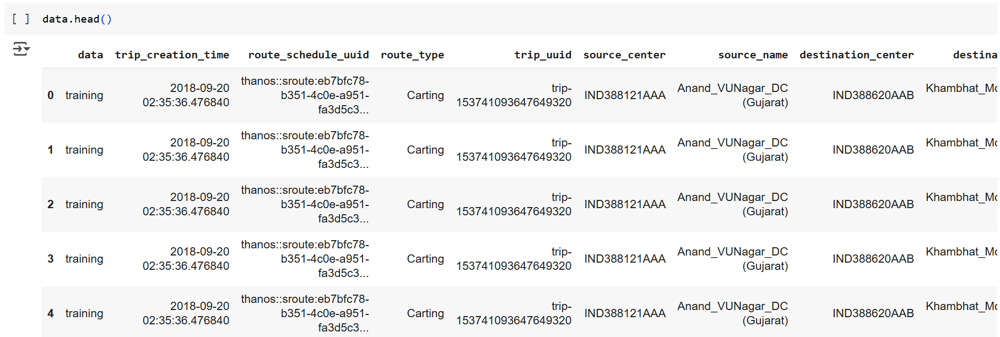 [ ] data.head()
data trip_creation_time route_schedule_uuid route_type trip_uuid source_center source_name destination_center destina
thanos::sroute:eb7bfc78-
2018-09-20 trip- Anand_VUNagar_DC Khambhat_Mo
0 training b351-4c0e-a951- Carting IND388121AAA IND388620AAB
02:35:36.476840 153741093647649320 (Gujarat)
fa3d5c3...
thanos::sroute:eb7bfc78-
2018-09-20 trip- Anand_VUNagar_DC Khambhat_Mo
1 training b351-4c0e-a951- Carting IND388121AAA IND388620AAB
02:35:36.476840 153741093647649320 (Gujarat)
fa3d5c3...
thanos::sroute:eb7bfc78-
2018-09-20 trip- Anand_VUNagar_DC Khambhat_Mo
2 training b351-4c0e-a951- Carting IND388121AAA IND388620AAB
02:35:36.476840 153741093647649320 (Gujarat)
fa3d5c3...
thanos::sroute:eb7bfc78-
2018-09-20 trip- Anand_VUNagar_DC Khambhat_Mo
3 training b351-4c0e-a951- Carting IND388121AAA IND388620AAB
02:35:36.476840 153741093647649320 (Gujarat)
fa3d5c3...
thanos::sroute:eb7bfc78-
2018-09-20 trip- Anand_VUNagar_DC Khambhat_Mo
4 training b351-4c0e-a951- Carting IND388121AAA IND388620AAB
02:35:36.476840 153741093647649320 (Gujarat)
fa3d5c3...